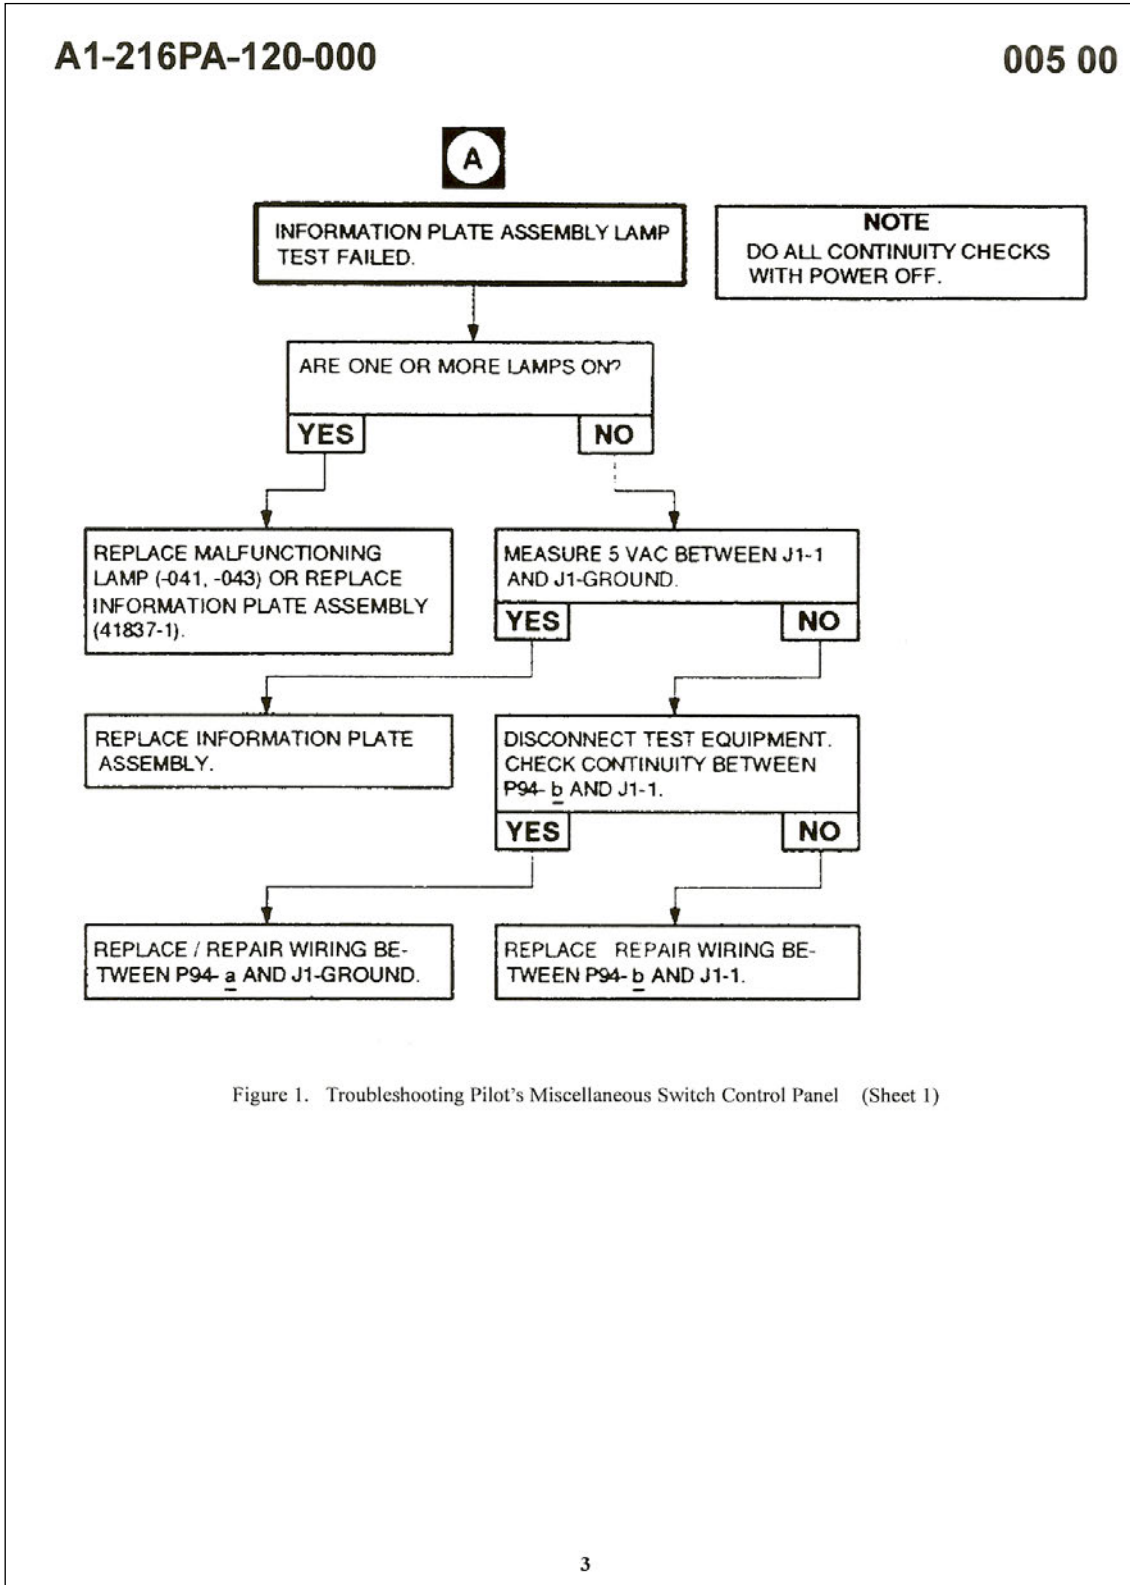 A1-216PA-120-000
005 00
A
INFORMATION PLATE ASSEMBLY LAMP
TEST FAILED.
NOTE
DO ALL CONTINUITY CHECKS
WITH POWER OFF.
ARE ONE OR MORE LAMPS ON?
YES
NO
REPLACE MALFUNCTIONING
LAMP (-041, -043) OR REPLACE
INFORMATION PLATE ASSEMBLY
(41837-1).
MEASURE 5 VAC BETWEEN J1-1
AND J1-GROUND.
YES
NO
REPLACE INFORMATION PLATE
ASSEMBLY.
DISCONNECT TEST EQUIPMENT.
CHECK CONTINUITY BETWEEN
P94- b AND J1-1.
YES
NO
REPLACE / REPAIR WIRING BE-
TWEEN P94- a AND J1-GROUND.
REPLACE REPAIR WIRING BE-
TWEEN P94- b AND J1-1.
Figure 1. Troubleshooting Pilot's Miscellaneous Switch Control Panel (Sheet 1)
3